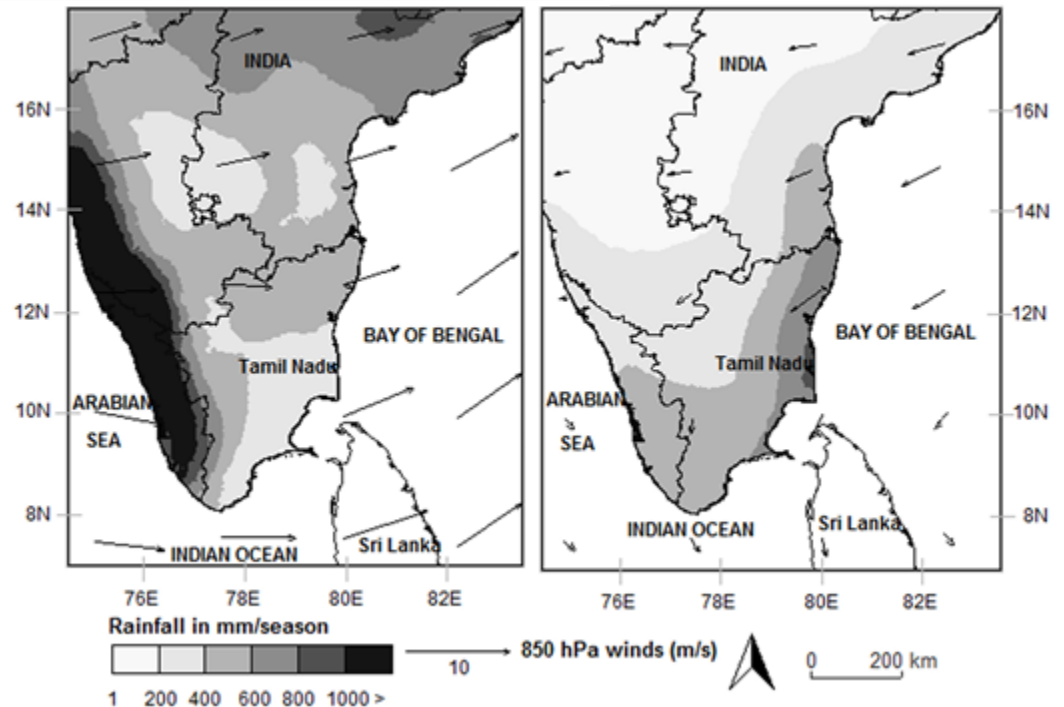 INDIA
16N
14N
12N
10N
8N
BAY OF BENGAL
Tamil Nadu
ARABIAN
SEA
INDIAN OCEAN
Sri Lanka
76E
78E
80E
82E
INDIA
16N
14N
12N
10N
8N
BAY OF BENGAL
Tamil Nadu
ARABIAN
SEA
INDIAN OCEAN
Sri Lanka
76E
78E
80E
82E
Rainfall in mm/season
1 200 400 600 800 1000 >
10
850 hPa winds (m/s)
0 200 km